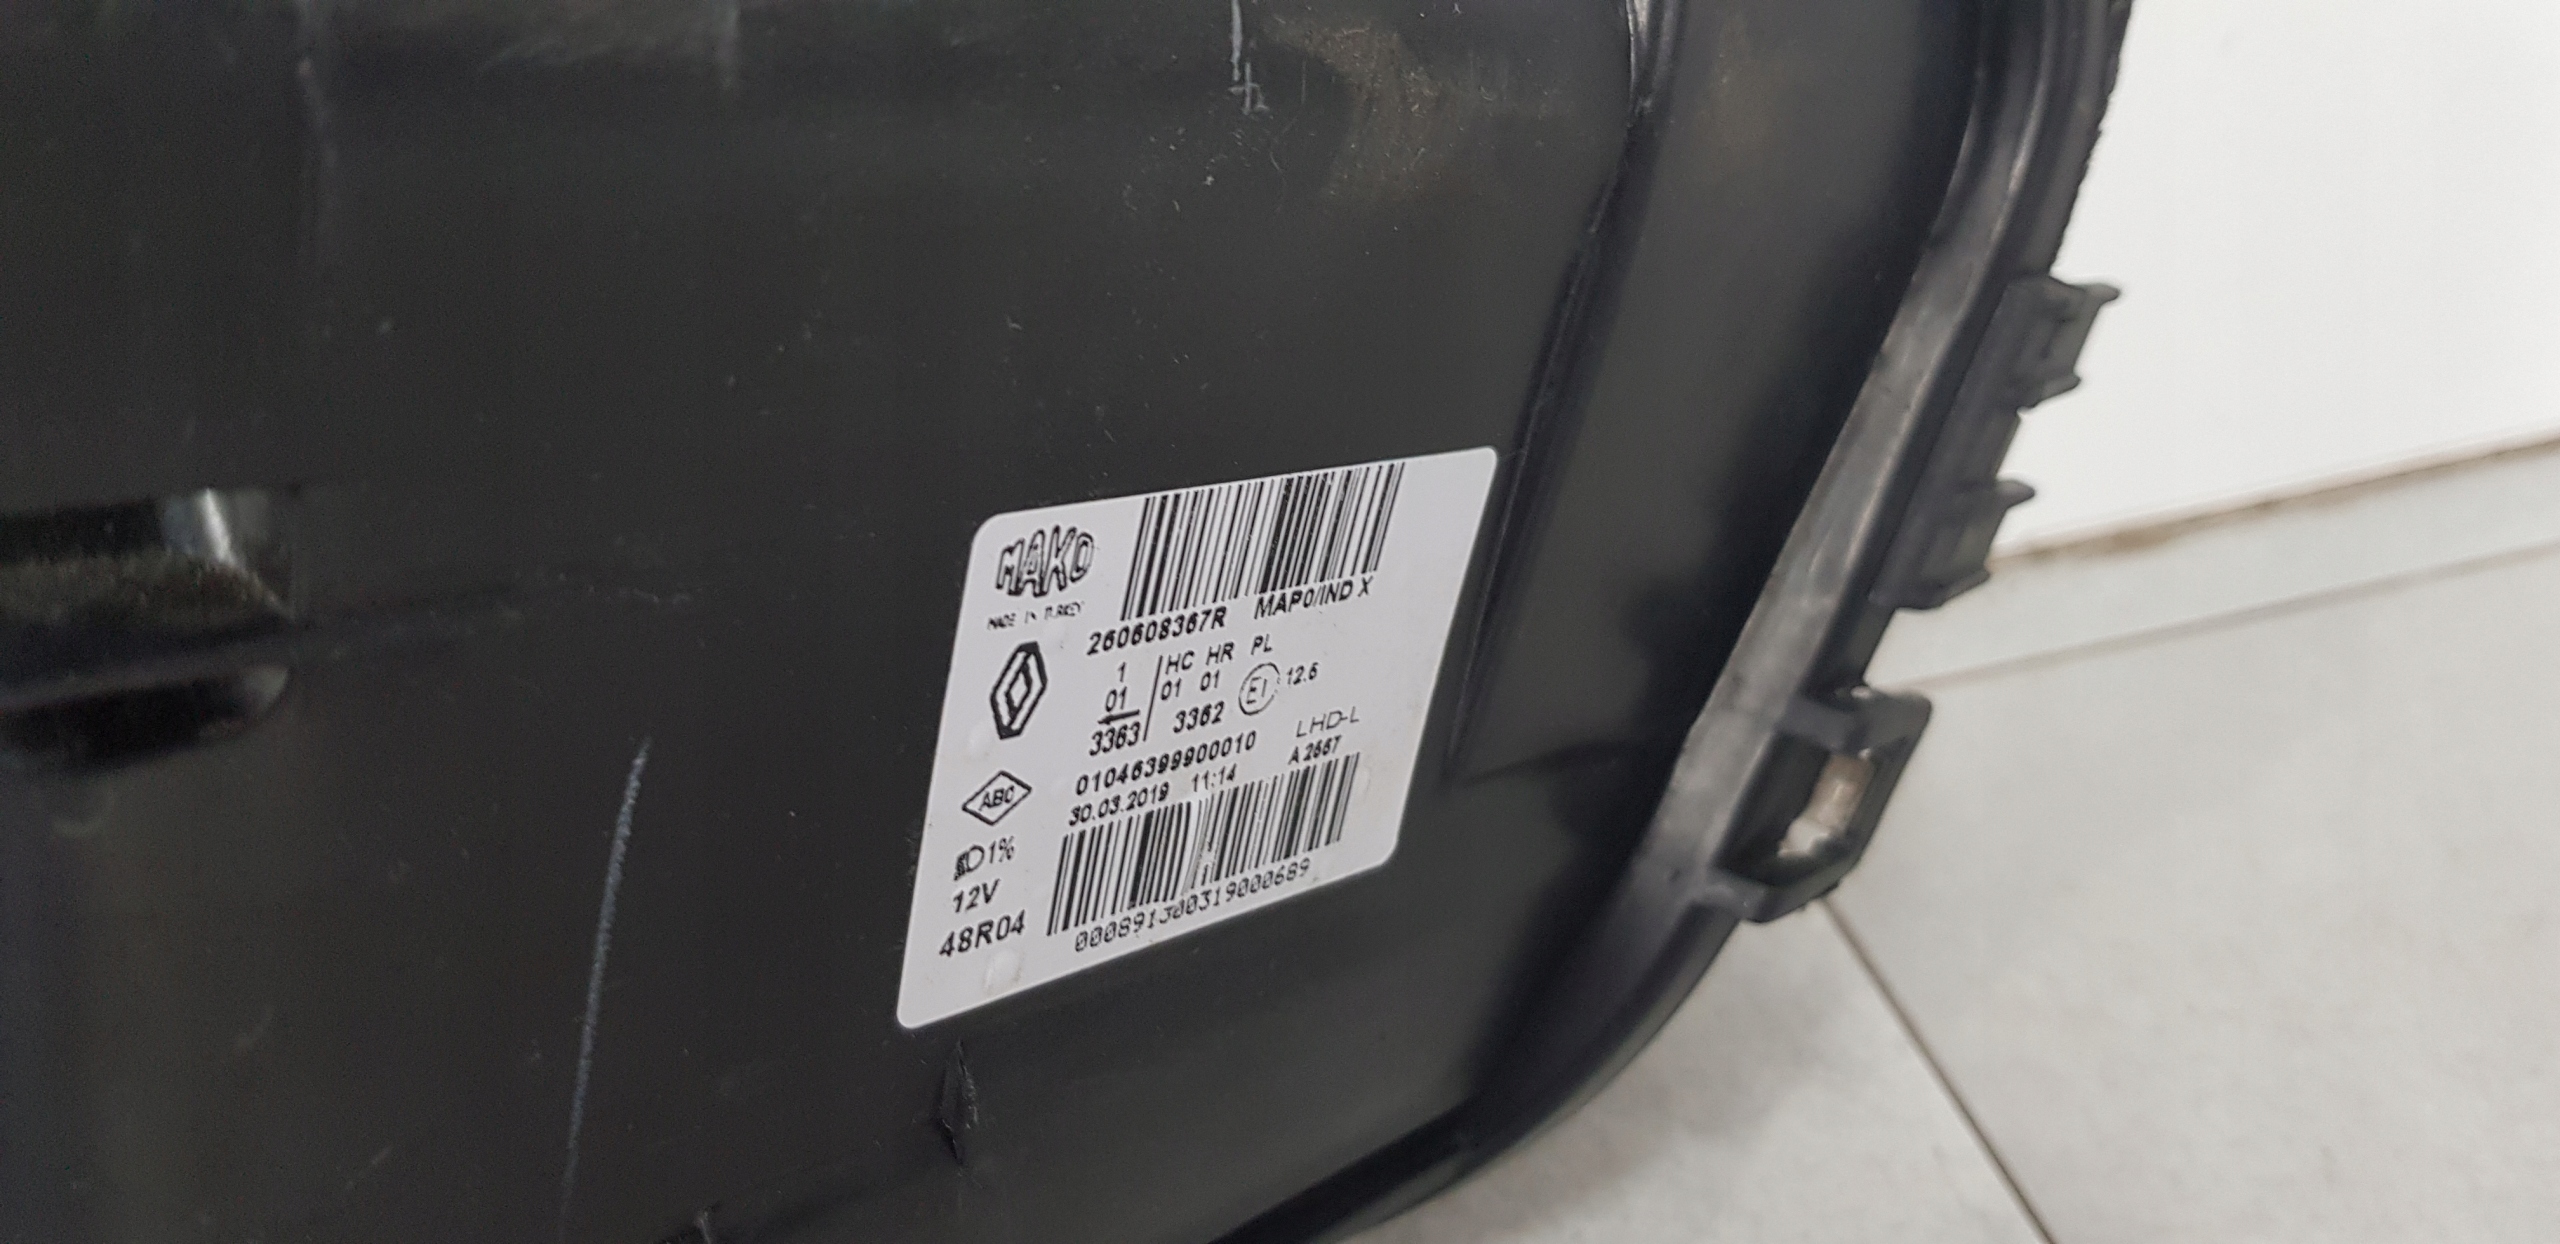 MAKO
MADE IN TURKEY
260608367R MAP0/IND X
1 HC HR PL
01 01 01 E1 12.5
3363 3362
LHD-L
01046399900010
30.03.2019 11:14 A2667
ABC
1%
12V
48R04
000891300319000689